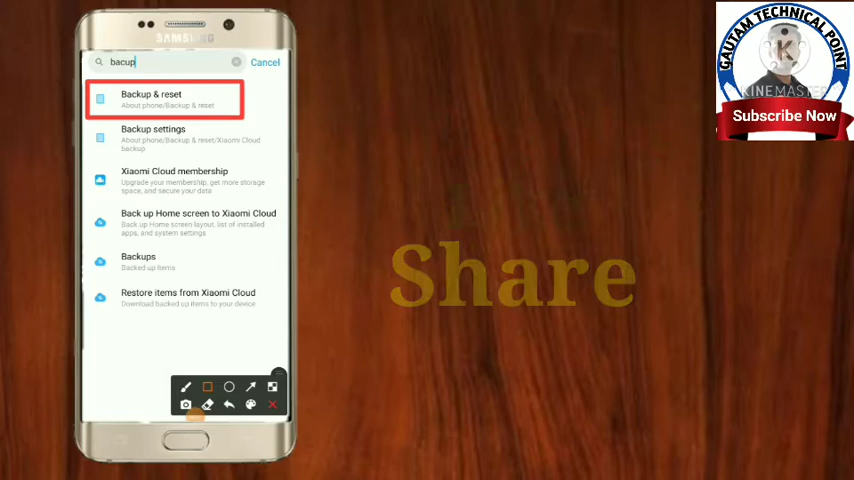 SAMSUNG
bacup
Cancel
Backup & reset
About phone/Backup & reset
Backup settings
About phone/Backup & reset/Xiaomi Cloud
backup
Xiaomi Cloud membership
Upgrade your membership, get more storage
space, and secure your data
Back up Home screen to Xiaomi Cloud
Back up Home screen layout, list of installed
apps, and system settings
Backups
Backed up items
Restore items from Xiaomi Cloud
Download backed up items to your device
Share
GAUTAM TECHNICAL POINT
K
KINEMASTER
Subscribe Now